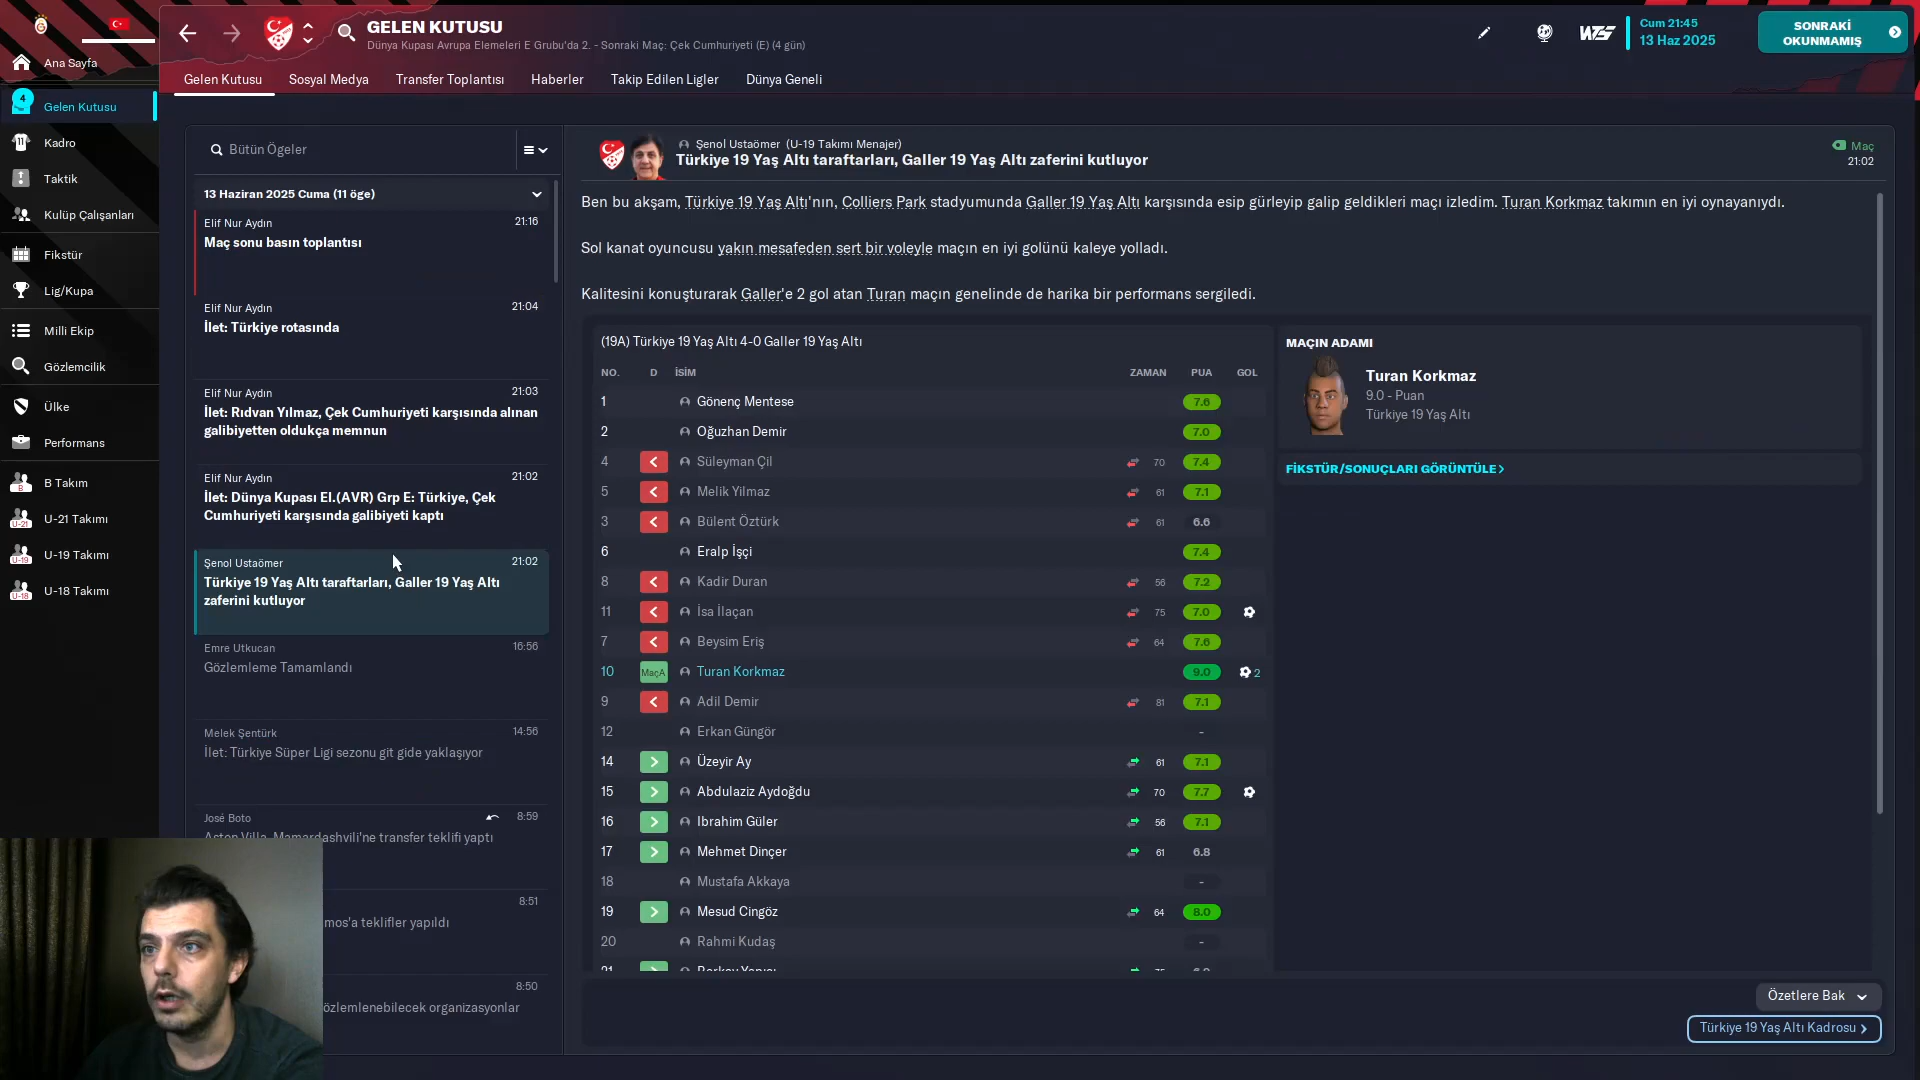 GELEN KUTUSU
Dünya Kupası Avrupa Elemeleri E Grubu'da 2. - Sonraki Maç: Çek Cumhuriyeti (E) (4 gün)
Cum 21:45
13 Haz 2025
SONRAKİ
OKUNMAMIŞ
Gelen Kutusu
Sosyal Medya
Transfer Toplantısı
Haberler
Takip Edilen Ligler
Dünya Geneli
Ana Sayfa
4
Gelen Kutusu
11
Kadro
Taktik
Kulüp Çalışanları
Fikstür
Lig/Kupa
Milli Ekip
Gözlemcilik
Ülke
Performans
B
B Takım
U-21
U-21 Takımı
U-19
U-19 Takımı
U-18
U-18 Takımı
Bütün Ögeler
13 Haziran 2025 Cuma (11 öge)
Elif Nur Aydın 21:16
Maç sonu basın toplantısı
Elif Nur Aydın 21:04
İlet: Türkiye rotasında
Elif Nur Aydın 21:03
İlet: Rıdvan Yılmaz, Çek Cumhuriyeti karşısında alınan
galibiyetten oldukça memnun
Elif Nur Aydın 21:02
İlet: Dünya Kupası El.(AVR) Grp E: Türkiye, Çek
Cumhuriyeti karşısında galibiyeti kaptı
Şenol Ustaömer 21:02
Türkiye 19 Yaş Altı taraftarları, Galler 19 Yaş Altı
zaferini kutluyor
Emre Utkucan 16:56
Gözlemleme Tamamlandı
Melek Şentürk 14:56
İlet: Türkiye Süper Ligi sezonu git gide yaklaşıyor
José Boto 8:59
Aston Villa, Mamardashvili'ne transfer teklifi yaptı
8:51
mos'a teklifler yapıldı
8:50
özlemlenebilecek organizasyonlar
Şenol Ustaömer (U-19 Takımı Menajer)
Türkiye 19 Yaş Altı taraftarları, Galler 19 Yaş Altı zaferini kutluyor
Maç
21:02
Ben bu akşam, Türkiye 19 Yaş Altı'nın, Colliers Park stadyumunda Galler 19 Yaş Altı karşısında esip gürleyip galip geldikleri maçı izledim. Turan Korkmaz takımın en iyi oynayanıydı.
Sol kanat oyuncusu yakın mesafeden sert bir voleyle maçın en iyi golünü kaleye yolladı.
Kalitesini konuşturarak Galler'e 2 gol atan Turan maçın genelinde de harika bir performans sergiledi.
(19A) Türkiye 19 Yaş Altı 4-0 Galler 19 Yaş Altı
NO. D İSİM ZAMAN PUA GOL
1 Gönenç Mentese 7.6
2 Oğuzhan Demir 7.0
4 Süleyman Çil 70 7.4
5 Melik Yilmaz 61 7.1
3 Bülent Öztürk 61 6.6
6 Eralp İşçi 7.4
8 Kadir Duran 56 7.2
11 İsa İlaçan 75 7.0
7 Beysim Eriş 64 7.6
10 MaçA Turan Korkmaz 9.0 2
9 Adil Demir 81 7.1
12 Erkan Güngör -
14 Üzeyir Ay 61 7.1
15 Abdulaziz Aydoğdu 70 7.7
16 Ibrahim Güler 56 7.1
17 Mehmet Dinçer 61 6.8
18 Mustafa Akkaya -
19 Mesud Cingöz 64 8.0
20 Rahmi Kudaş -
MAÇIN ADAMI
Turan Korkmaz
9.0 - Puan
Türkiye 19 Yaş Altı
FİKSTÜR/SONUÇLARI GÖRÜNTÜLE
Özetlere Bak
Türkiye 19 Yaş Altı Kadrosu